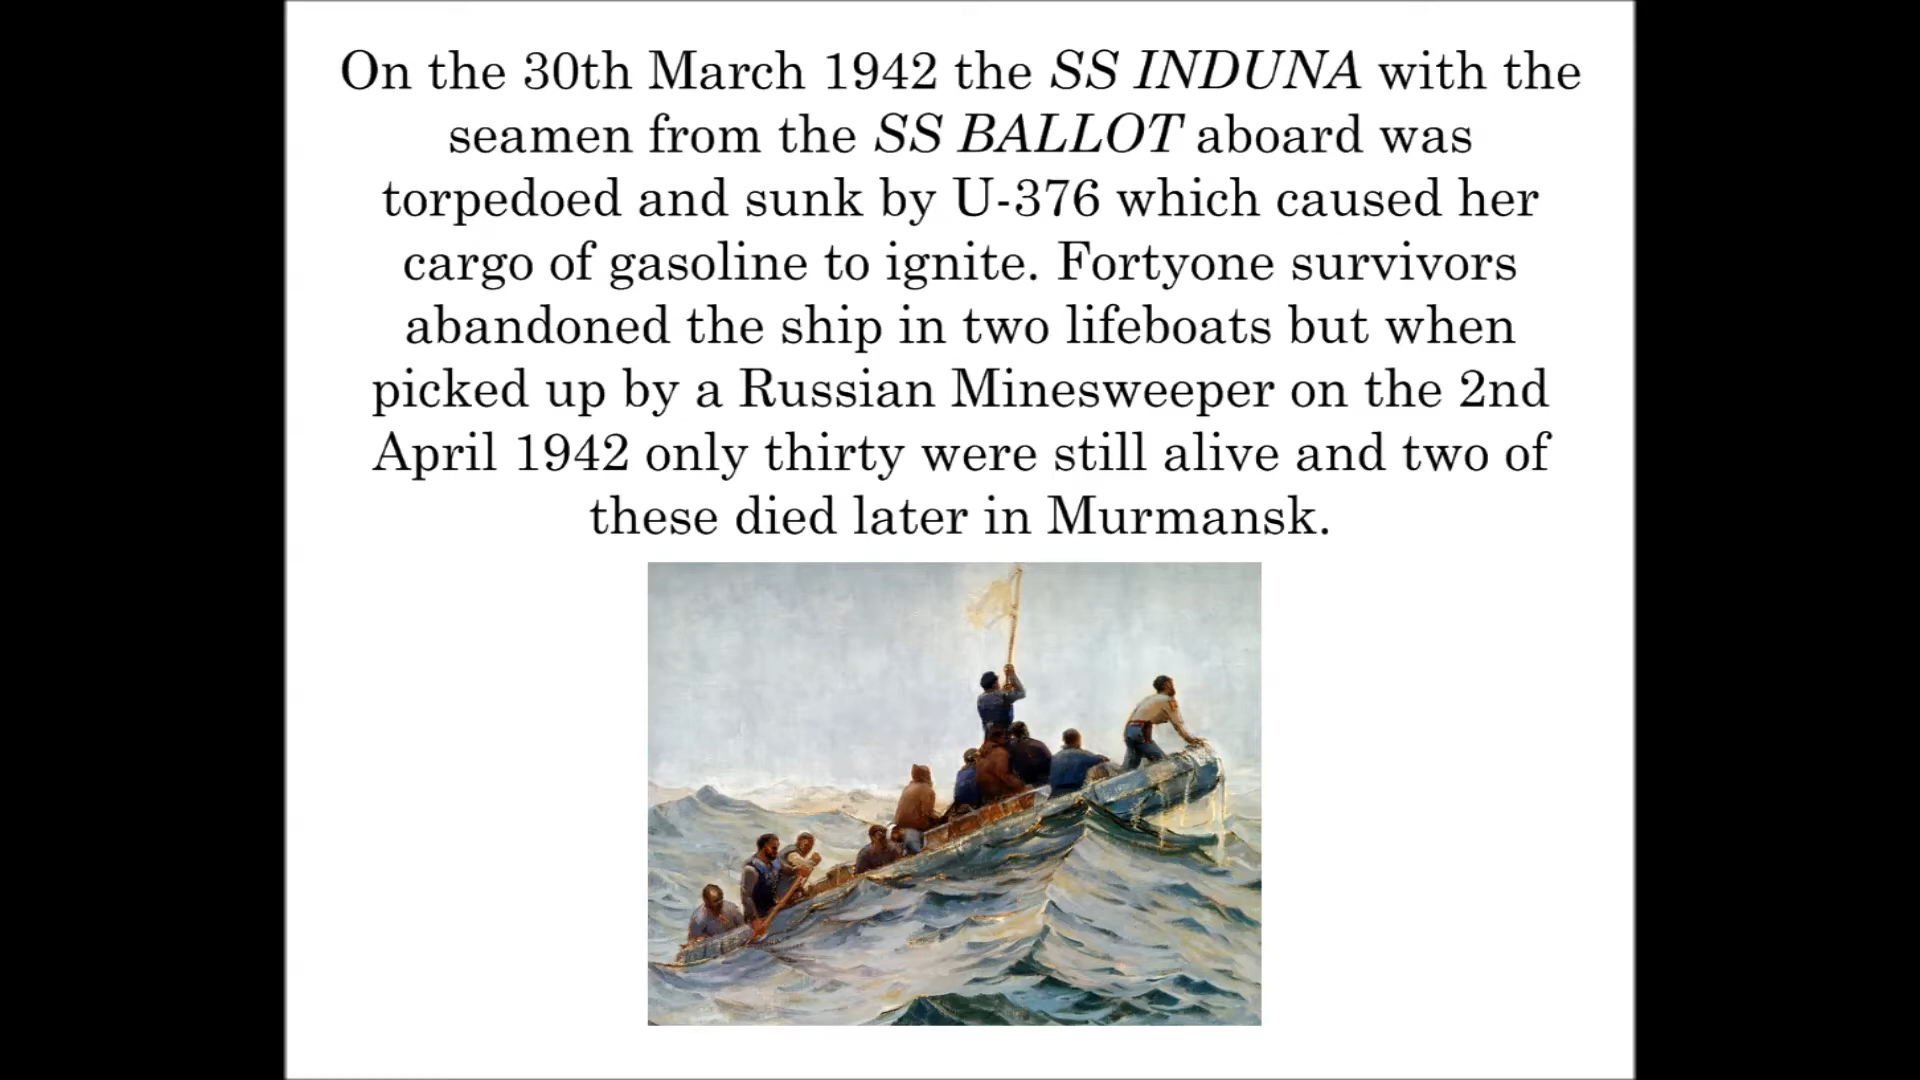 On the 30th March 1942 the SS INDUNA with the
seamen from the SS BALLOT aboard was
torpedoed and sunk by U-376 which caused her
cargo of gasoline to ignite. Fortyone survivors
abandoned the ship in two lifeboats but when
picked up by a Russian Minesweeper on the 2nd
April 1942 only thirty were still alive and two of
these died later in Murmansk.